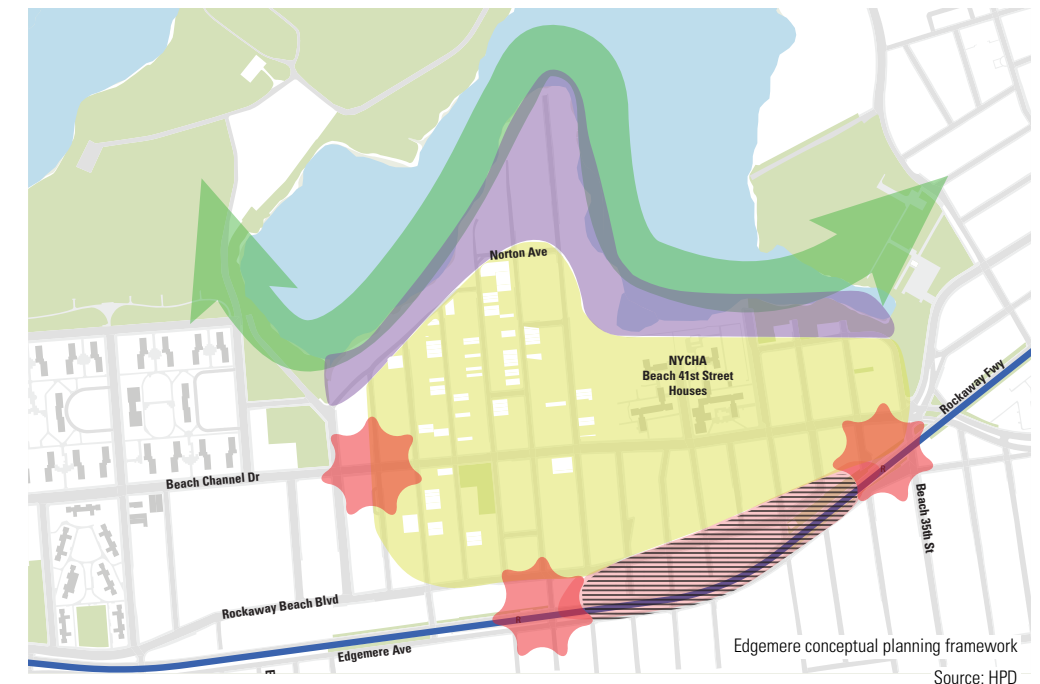 Norton Ave
NYCHA
Beach 41st Street
Houses
Rockaway Fwy
Beach Channel Dr
R
Beach 35th St
Rockaway Beach Blvd
R
Edgemere Ave
E
Edgemere conceptual planning framework
Source: HPD